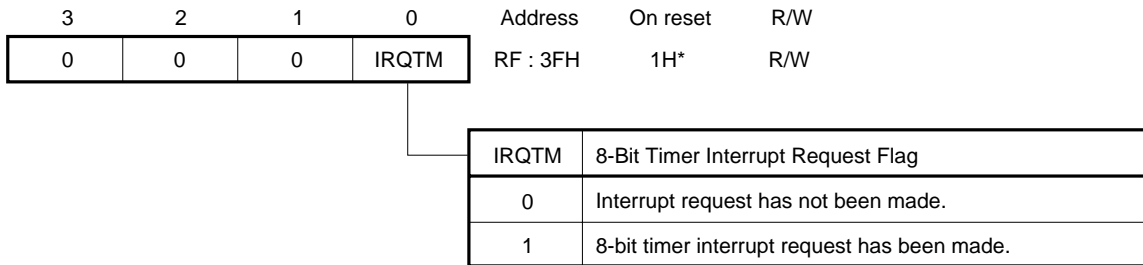 3 2 1 0 Address On reset R/W
0 0 0 IRQTM RF : 3FH 1H* R/W
IRQTM 8-Bit Timer Interrupt Request Flag
0 Interrupt request has not been made.
1 8-bit timer interrupt request has been made.